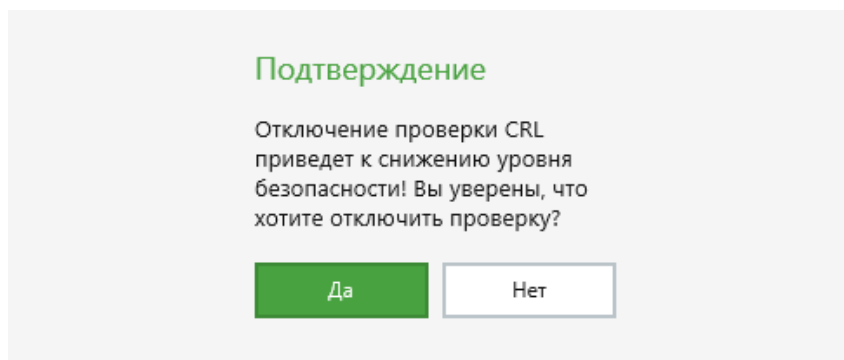 Подтверждение
Отключение проверки CRL
приведет к снижению уровня
безопасности! Вы уверены, что
хотите отключить проверку?
Да
Нет